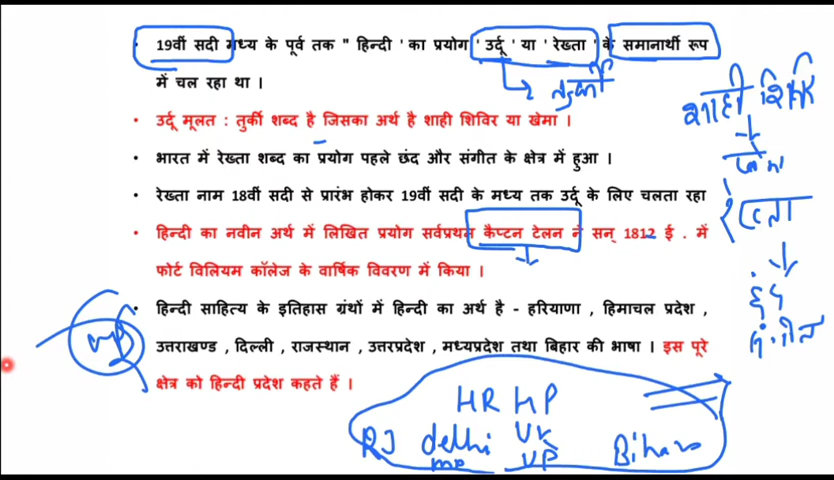 • 19वीं सदी मध्य के पूर्व तक " हिन्दी ' का प्रयोग ' उर्दू ' या ' रेख्ता ' के समानार्थी रूप
में चल रहा था ।
तुर्की
• उर्दू मूलत : तुर्की शब्द है जिसका अर्थ है शाही शिविर या खेमा ।
• भारत में रेख्ता शब्द का प्रयोग पहले छंद और संगीत के क्षेत्र में हुआ ।
• रेख्ता नाम 18वीं सदी से प्रारंभ होकर 19वीं सदी के मध्य तक उर्दू के लिए चलता रहा
• हिन्दी का नवीन अर्थ में लिखित प्रयोग सर्वप्रथम कैप्टन टेलन ने सन् 1812 ई . में
फोर्ट विलियम कॉलेज के वार्षिक विवरण में किया ।
• हिन्दी साहित्य के इतिहास ग्रंथों में हिन्दी का अर्थ है - हरियाणा , हिमाचल प्रदेश ,
उत्तराखण्ड , दिल्ली , राजस्थान , उत्तरप्रदेश , मध्यप्रदेश तथा बिहार की भाषा । इस पूरे
क्षेत्र को हिन्दी प्रदेश कहते हैं ।
शाही
खेमा
रेख्ता
छंद
संगीत
HR HP
RJ delhi UK Bihar
MP UP